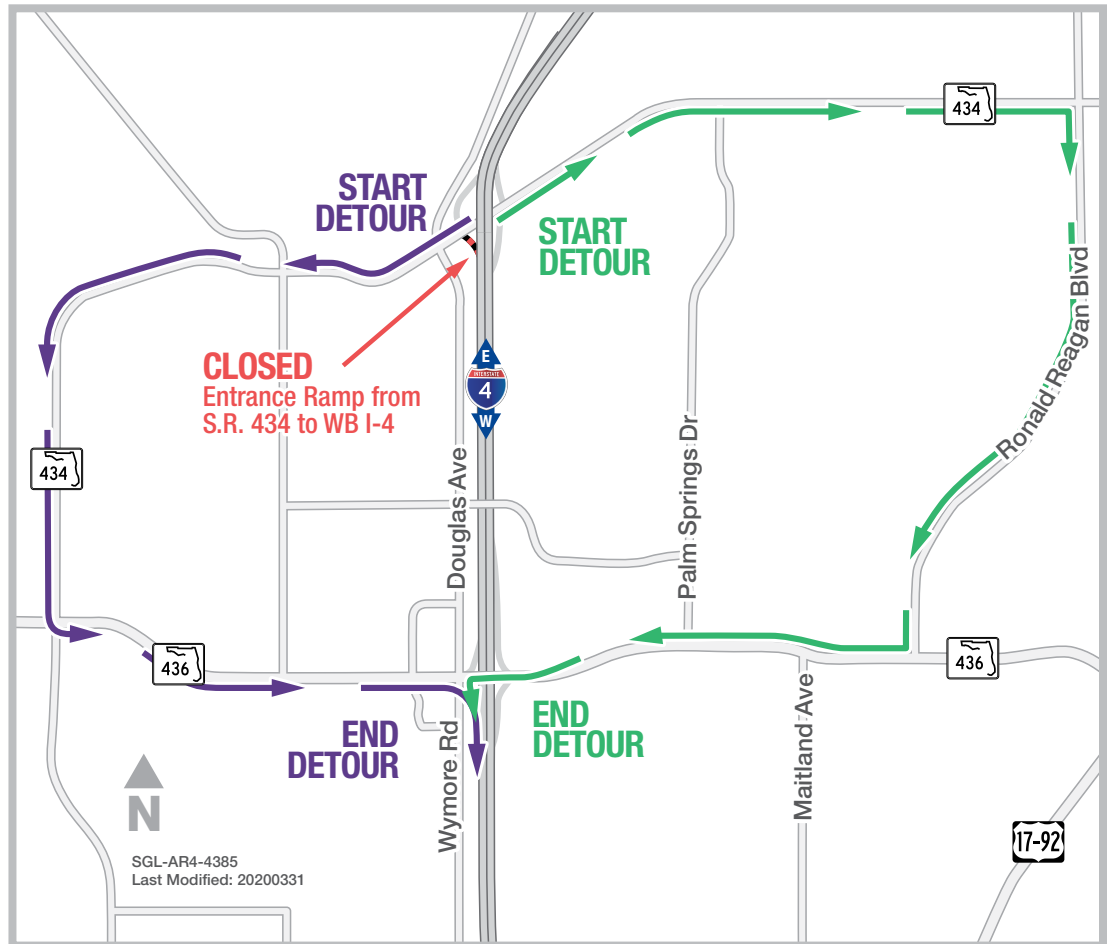 434
START
DETOUR
START
DETOUR
Ronald Reagan Blvd
CLOSED
Entrance Ramp from
S.R. 434 to WB I-4
E
INTERSTATE
4
W
Palm Springs Dr
Douglas Ave
434
436
436
END
DETOUR
END
DETOUR
Wymore Rd
Maitland Ave
N
17-92
SGL-AR4-4385
Last Modified: 20200331